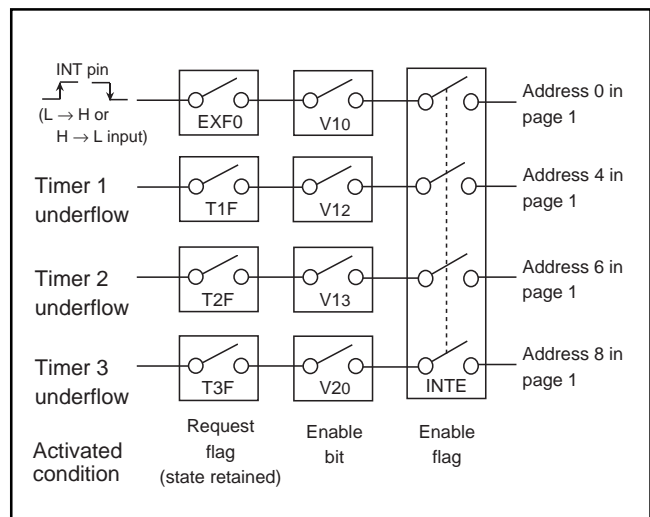 INT pin
(L → H or
H → L input)
EXF0
V10
Address 0 in
page 1
Timer 1
underflow
T1F
V12
Address 4 in
page 1
Timer 2
underflow
T2F
V13
Address 6 in
page 1
Timer 3
underflow
T3F
V20
INTE
Address 8 in
page 1
Activated
condition
Request
flag
(state retained)
Enable
bit
Enable
flag